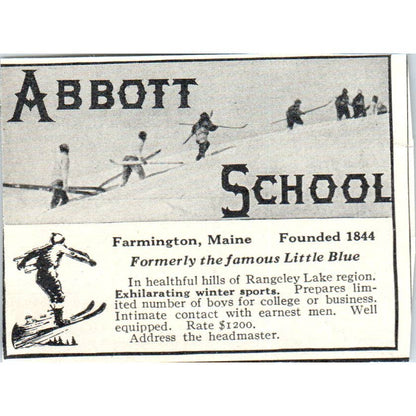 ABBOTT
SCHOOL
Farmington, Maine Founded 1844
Formerly the famous Little Blue
In healthful hills of Rangeley Lake region.
Exhilarating winter sports. Prepares lim-
ited number of boys for college or business.
Intimate contact with earnest men. Well
equipped. Rate $1200.
Address the headmaster.